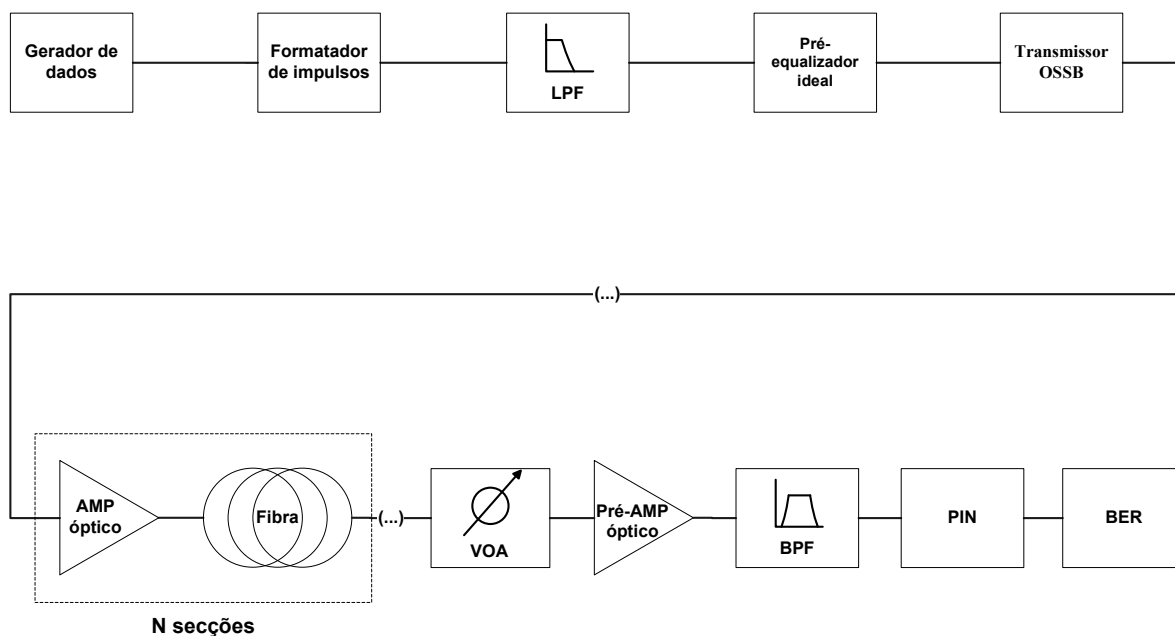 Gerador de
dados
Formatador
de impulsos
LPF
Pré-
equalizador
ideal
Transmissor
OSSB
(...)
AMP
óptico
Fibra
(...)
VOA
Pré-AMP
óptico
BPF
PIN
BER
N secções